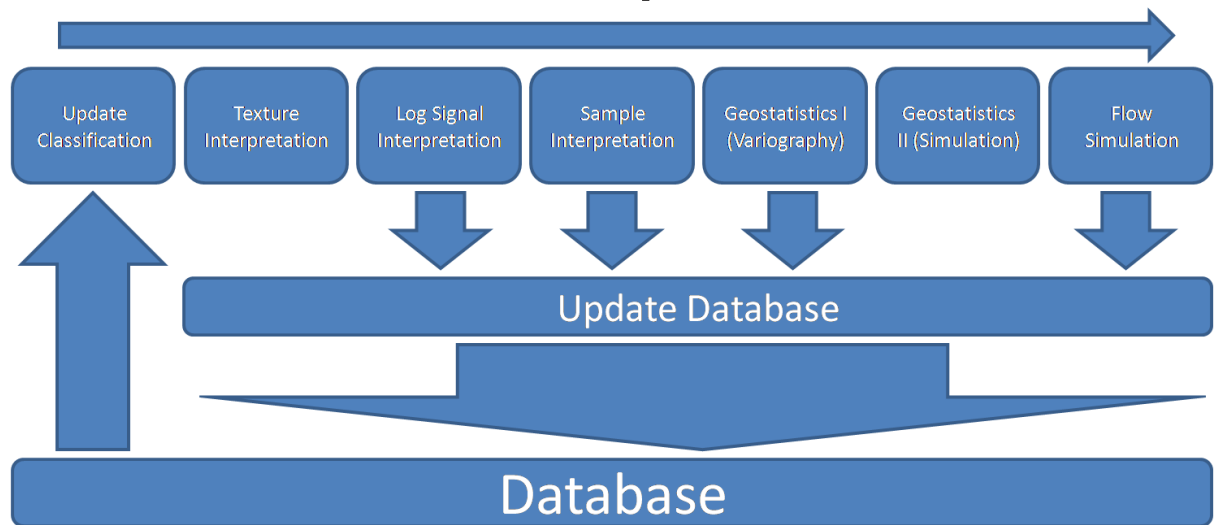 Update
Classification
Texture
Interpretation
Log Signal
Interpretation
Sample
Interpretation
Geostatistics I
(Variography)
Geostatistics
II (Simulation)
Flow
Simulation
Update Database
Database